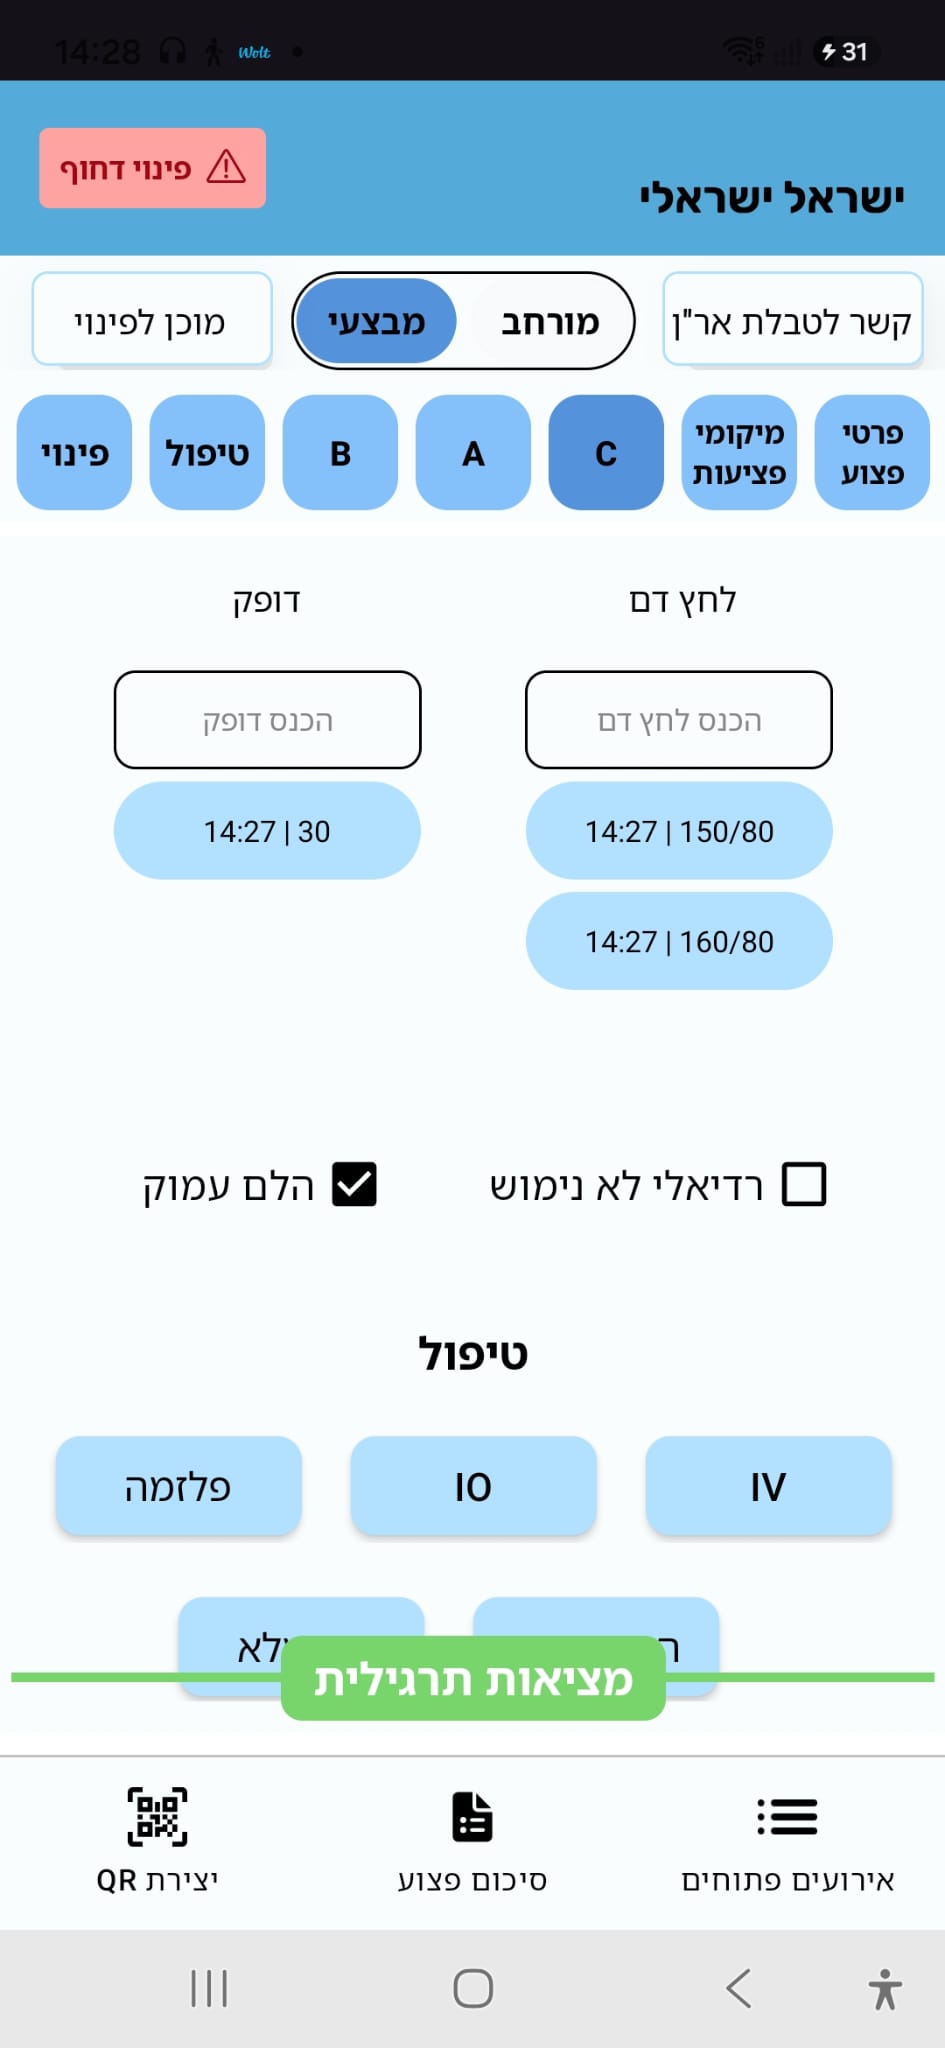 14:28 Wolt 6 31
פינוי דחוף
ישראל ישראלי
קשר לטבלת אר"ן
מורחב
מבצעי
מוכן לפינוי
פרטי
פצוע
מיקומי
פציעות
C
A
B
טיפול
פינוי
לחץ דם
דופק
הכנס לחץ דם
הכנס דופק
14:27 | 150/80
14:27 | 30
14:27 | 160/80
רדיאלי לא נימוש
הלם עמוק
טיפול
IV
IO
פלזמה
מציאות תרגילית
אירועים פתוחים
סיכום פצוע
יצירת QR